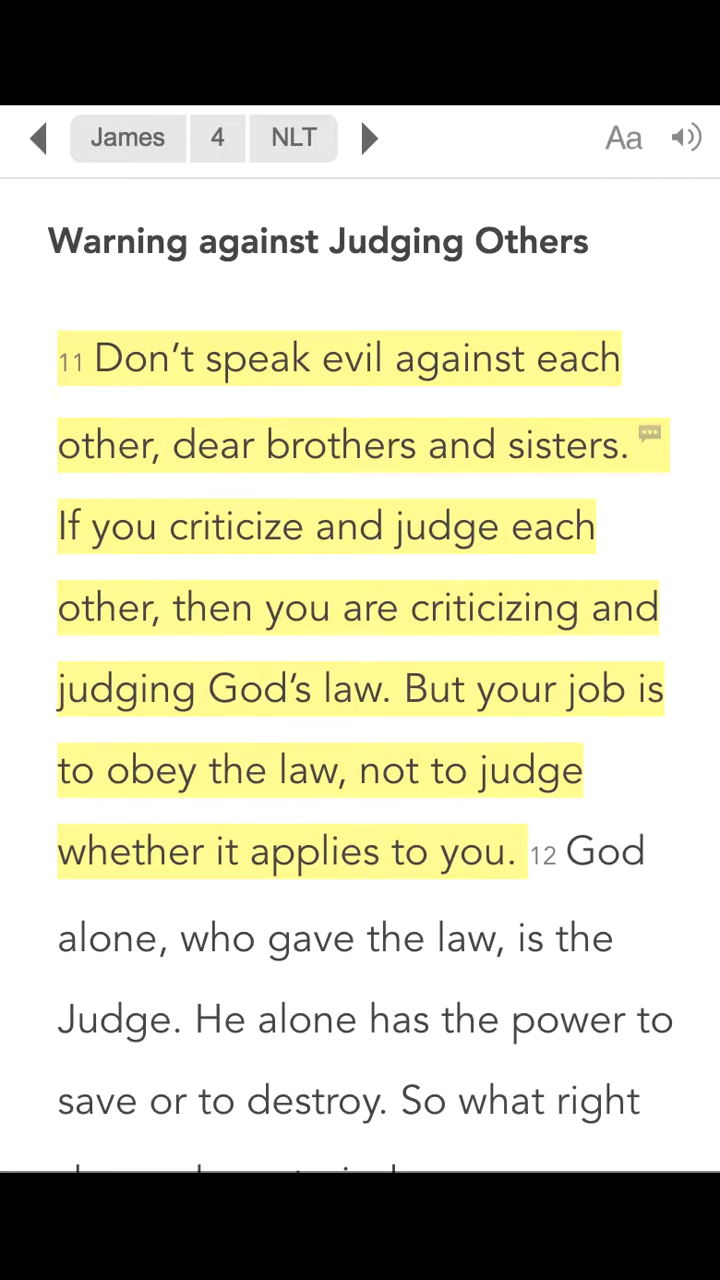 James 4 NLT Aa
Warning against Judging Others
11 Don’t speak evil against each
other, dear brothers and sisters.
If you criticize and judge each
other, then you are criticizing and
judging God’s law. But your job is
to obey the law, not to judge
whether it applies to you. 12 God
alone, who gave the law, is the
Judge. He alone has the power to
save or to destroy. So what right